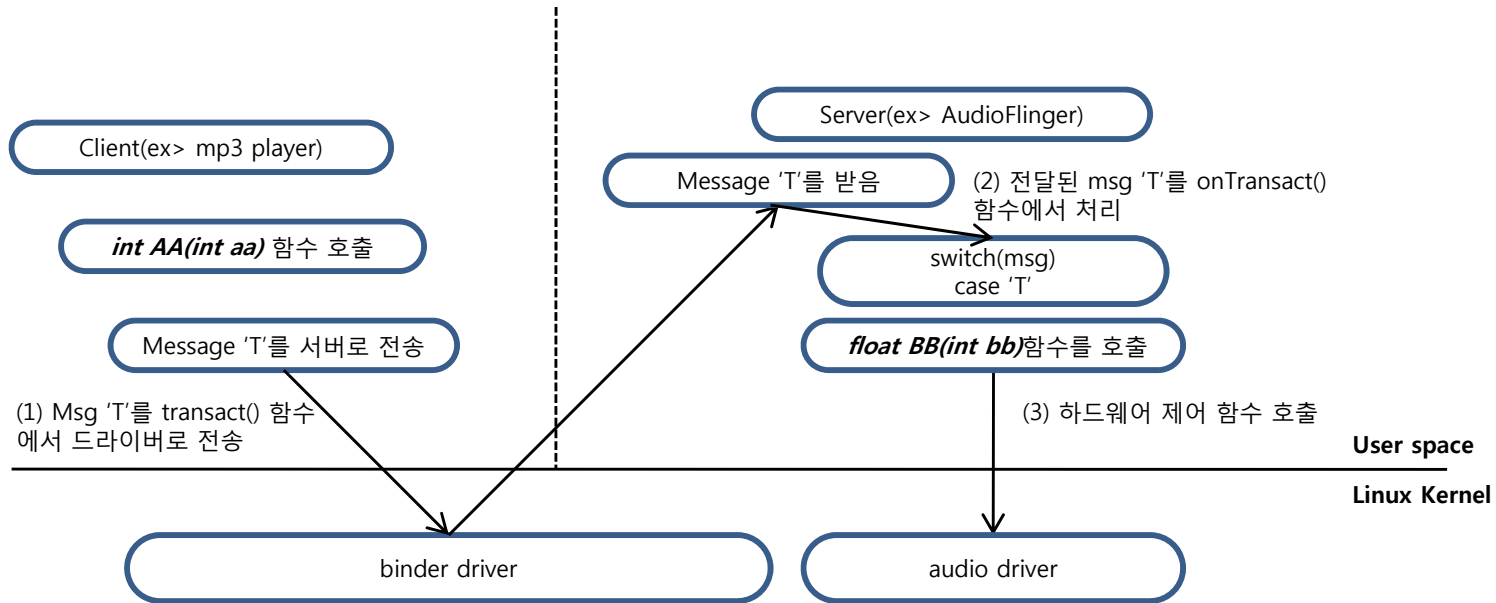 Client(ex> mp3 player)
int AA(int aa) 함수 호출
Message 'T'를 서버로 전송
(1) Msg 'T'를 transact() 함수
에서 드라이버로 전송
Server(ex> AudioFlinger)
Message 'T'를 받음
(2) 전달된 msg 'T'를 onTransact()
함수에서 처리
switch(msg)
case 'T'
float BB(int bb)함수를 호출
(3) 하드웨어 제어 함수 호출
User space
Linux Kernel
binder driver
audio driver